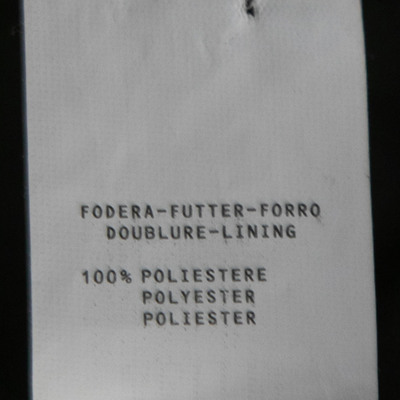 FODERA-FUTTER-FORRO
DOUBLURE-LINING
100% POLIESTERE
POLYESTER
POLIESTER